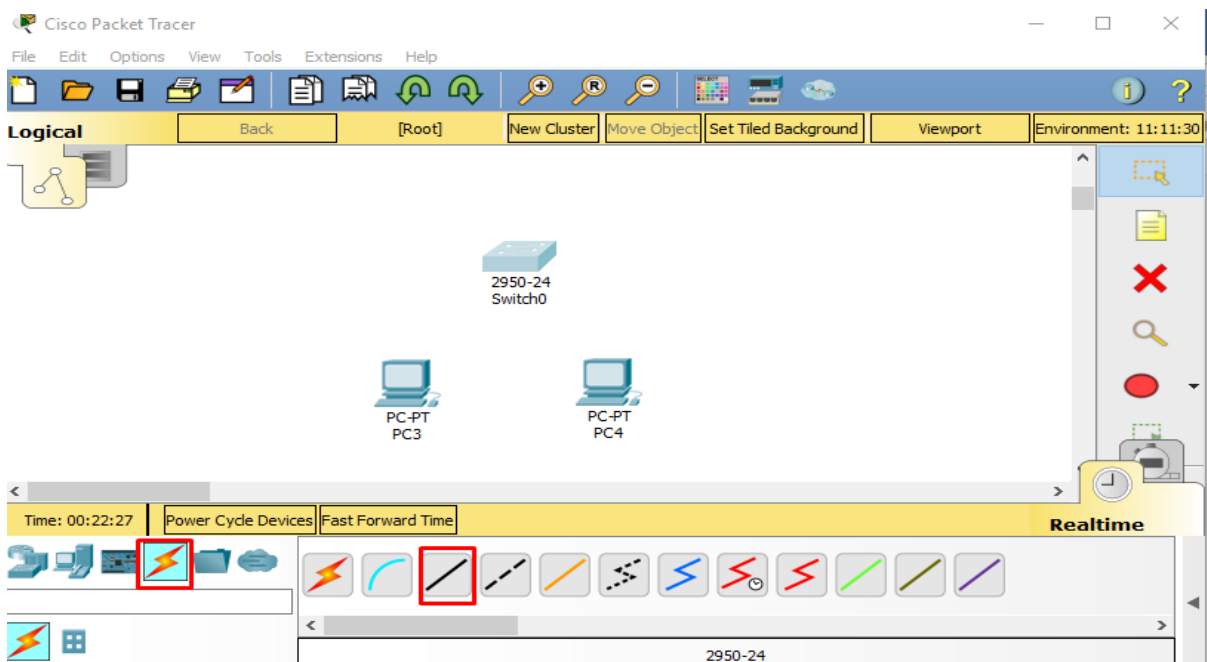 Cisco Packet Tracer
File Edit Options View Tools Extensions Help
Logical Back [Root] New Cluster Move Object Set Tiled Background Viewport Environment: 11:11:30
2950-24
Switch0
PC-PT
PC3
PC-PT
PC4
Time: 00:22:27 Power Cycle Devices Fast Forward Time
Realtime
2950-24